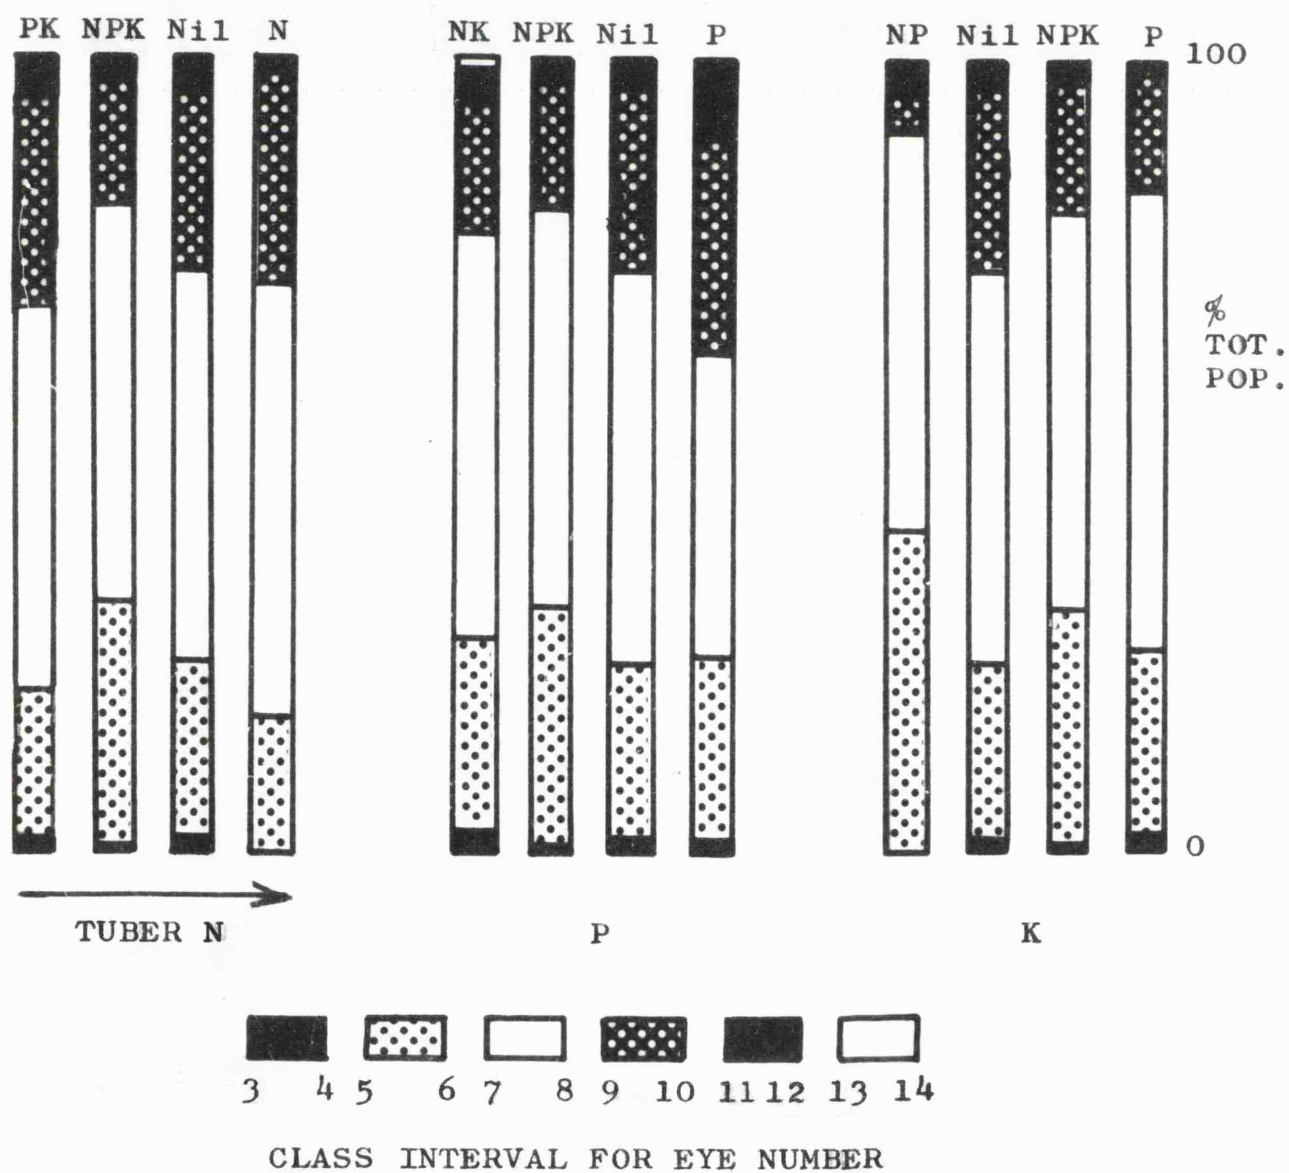 PK NPK Nil N NK NPK Nil P NP Nil NPK P
100
%
TOT.
POP.
0
TUBER N P K
3 4 5 6 7 8 9 10 11 12 13 14
CLASS INTERVAL FOR EYE NUMBER